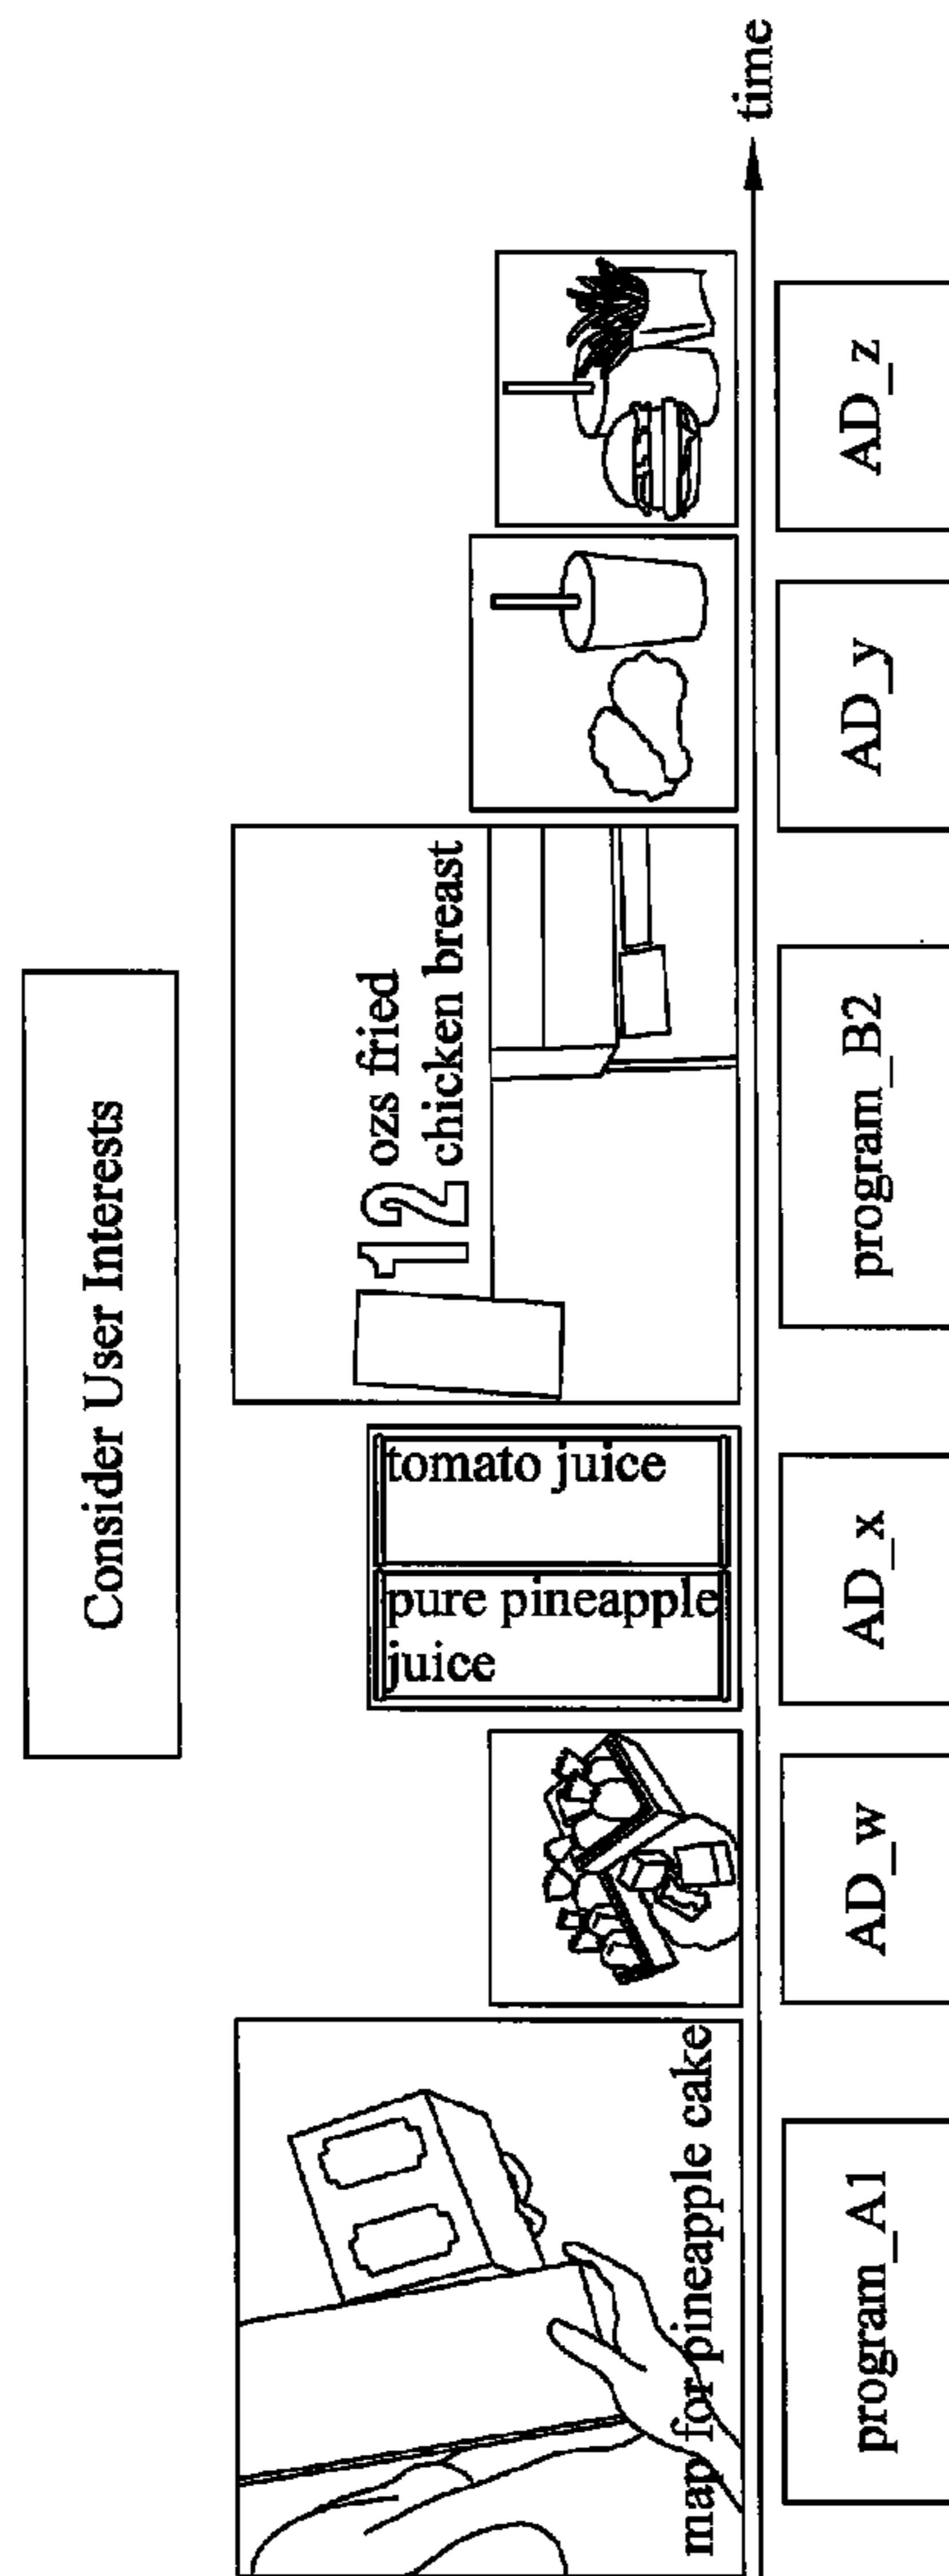 Consider User Interests
map for pineapple cake
pure pineapple
juice
tomato juice
12 ozs fried
chicken breast
time
program_A1
AD_w
AD_x
program_B2
AD_y
AD_z